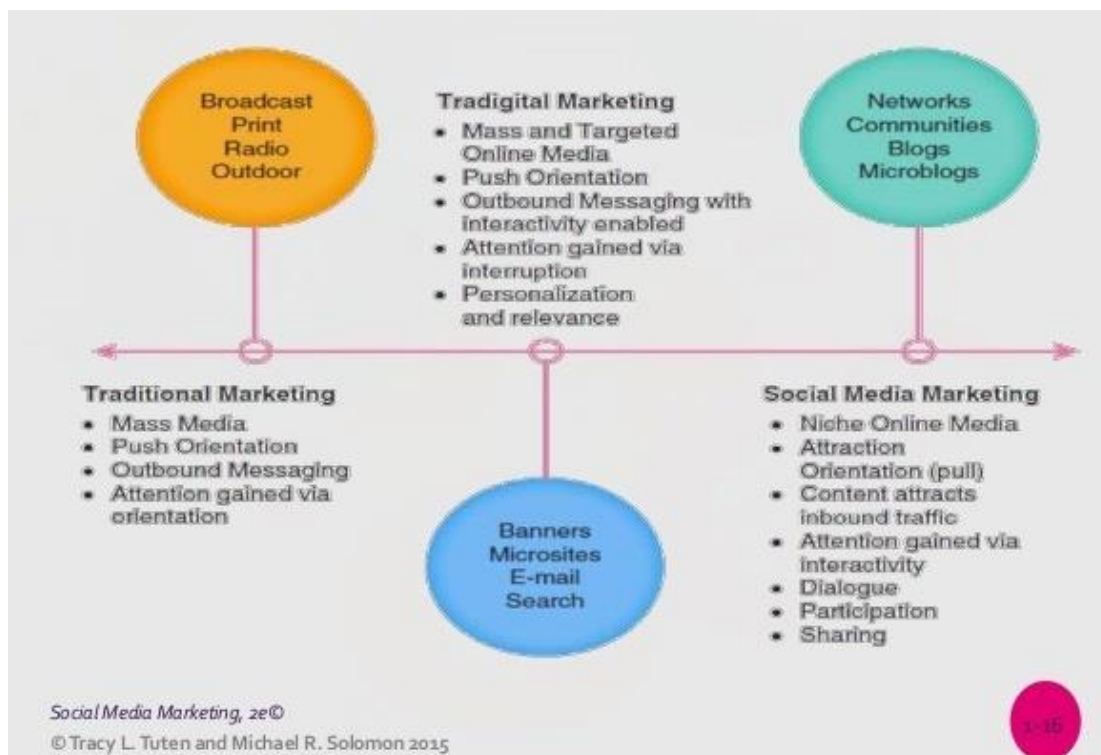 Broadcast
Print
Radio
Outdoor
Tradigital Marketing
• Mass and Targeted
Online Media
• Push Orientation
• Outbound Messaging with
interactivity enabled
• Attention gained via
interruption
• Personalization
and relevance
Networks
Communities
Blogs
Microblogs
Traditional Marketing
• Mass Media
• Push Orientation
• Outbound Messaging
• Attention gained via
orientation
Banners
Microsites
E-mail
Search
Social Media Marketing
• Niche Online Media
• Attraction
Orientation (pull)
• Content attracts
inbound traffic
• Attention gained via
interactivity
• Dialogue
• Participation
• Sharing
Social Media Marketing, 2e©
© Tracy L. Tuten and Michael R. Solomon 2015
1-16